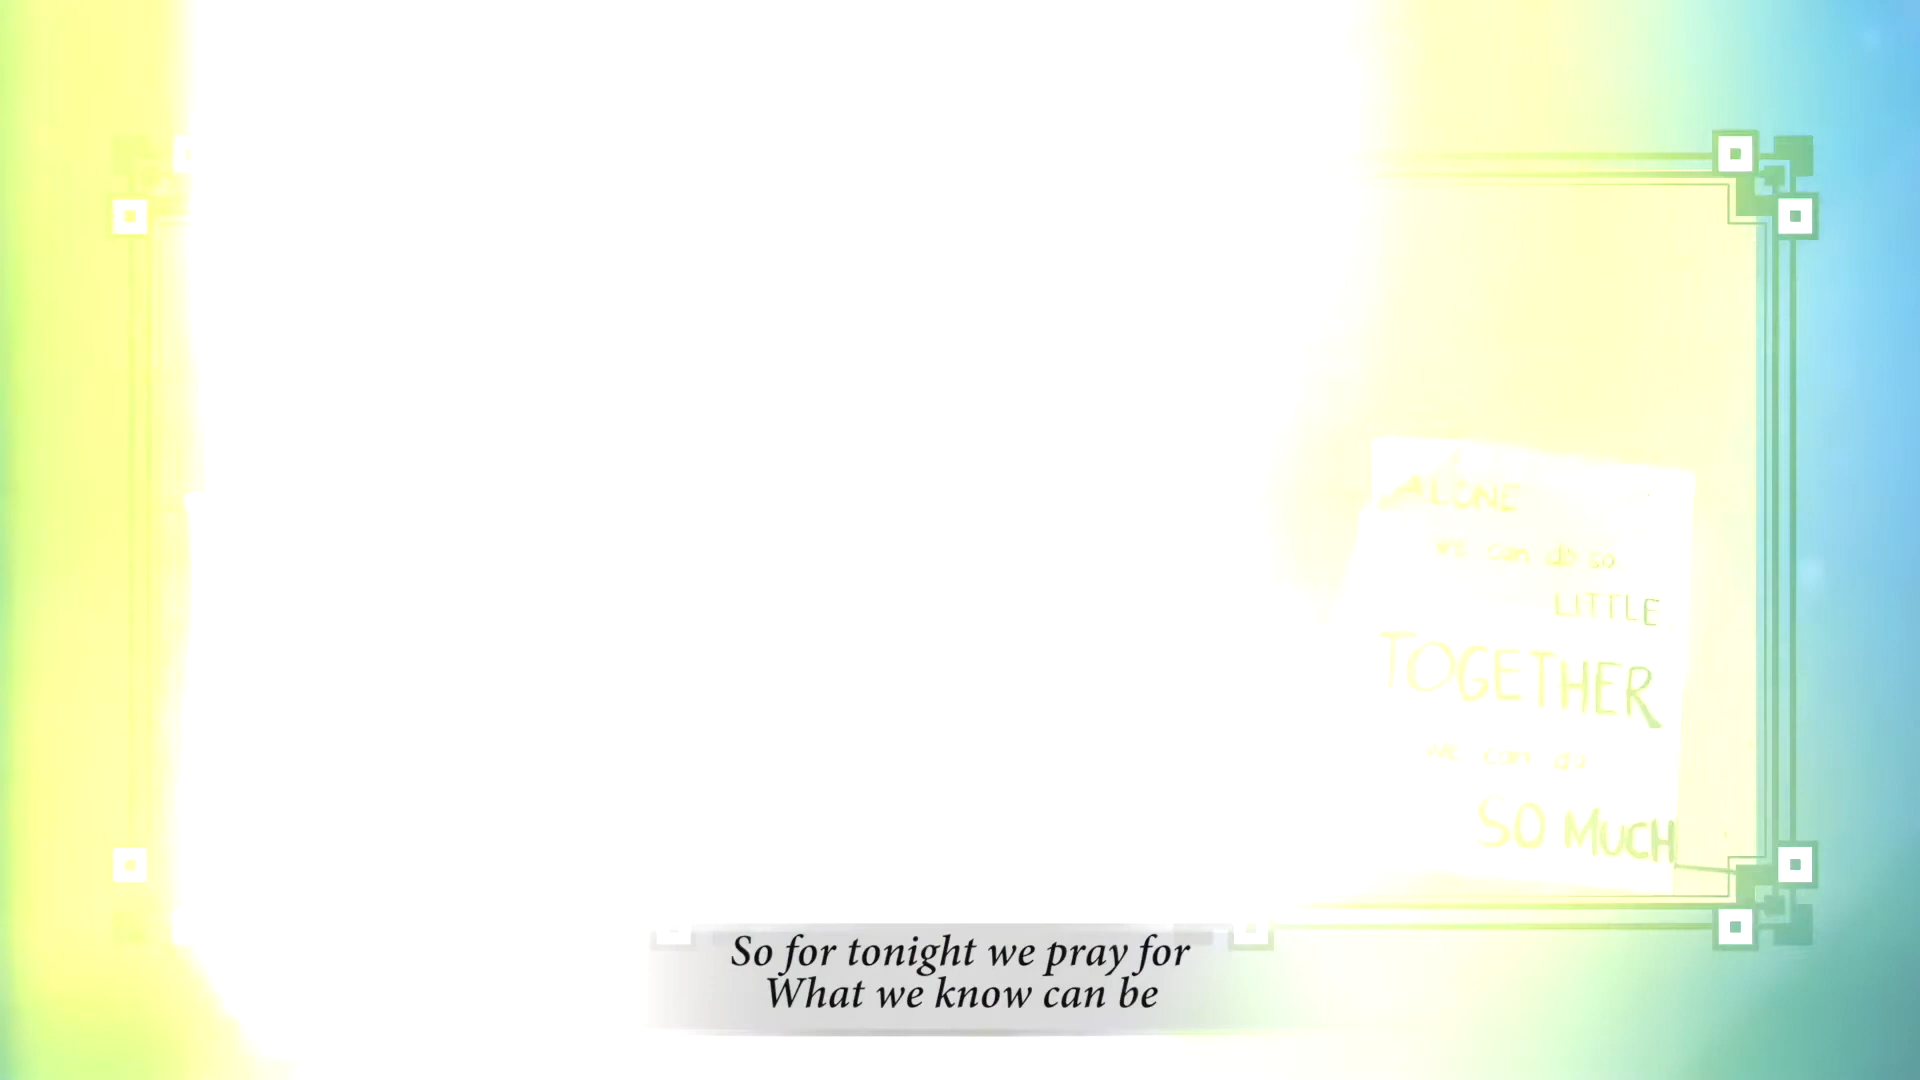 ALONE
we can do so
LITTLE
TOGETHER
we can do
SO MUCH
So for tonight we pray for
What we know can be